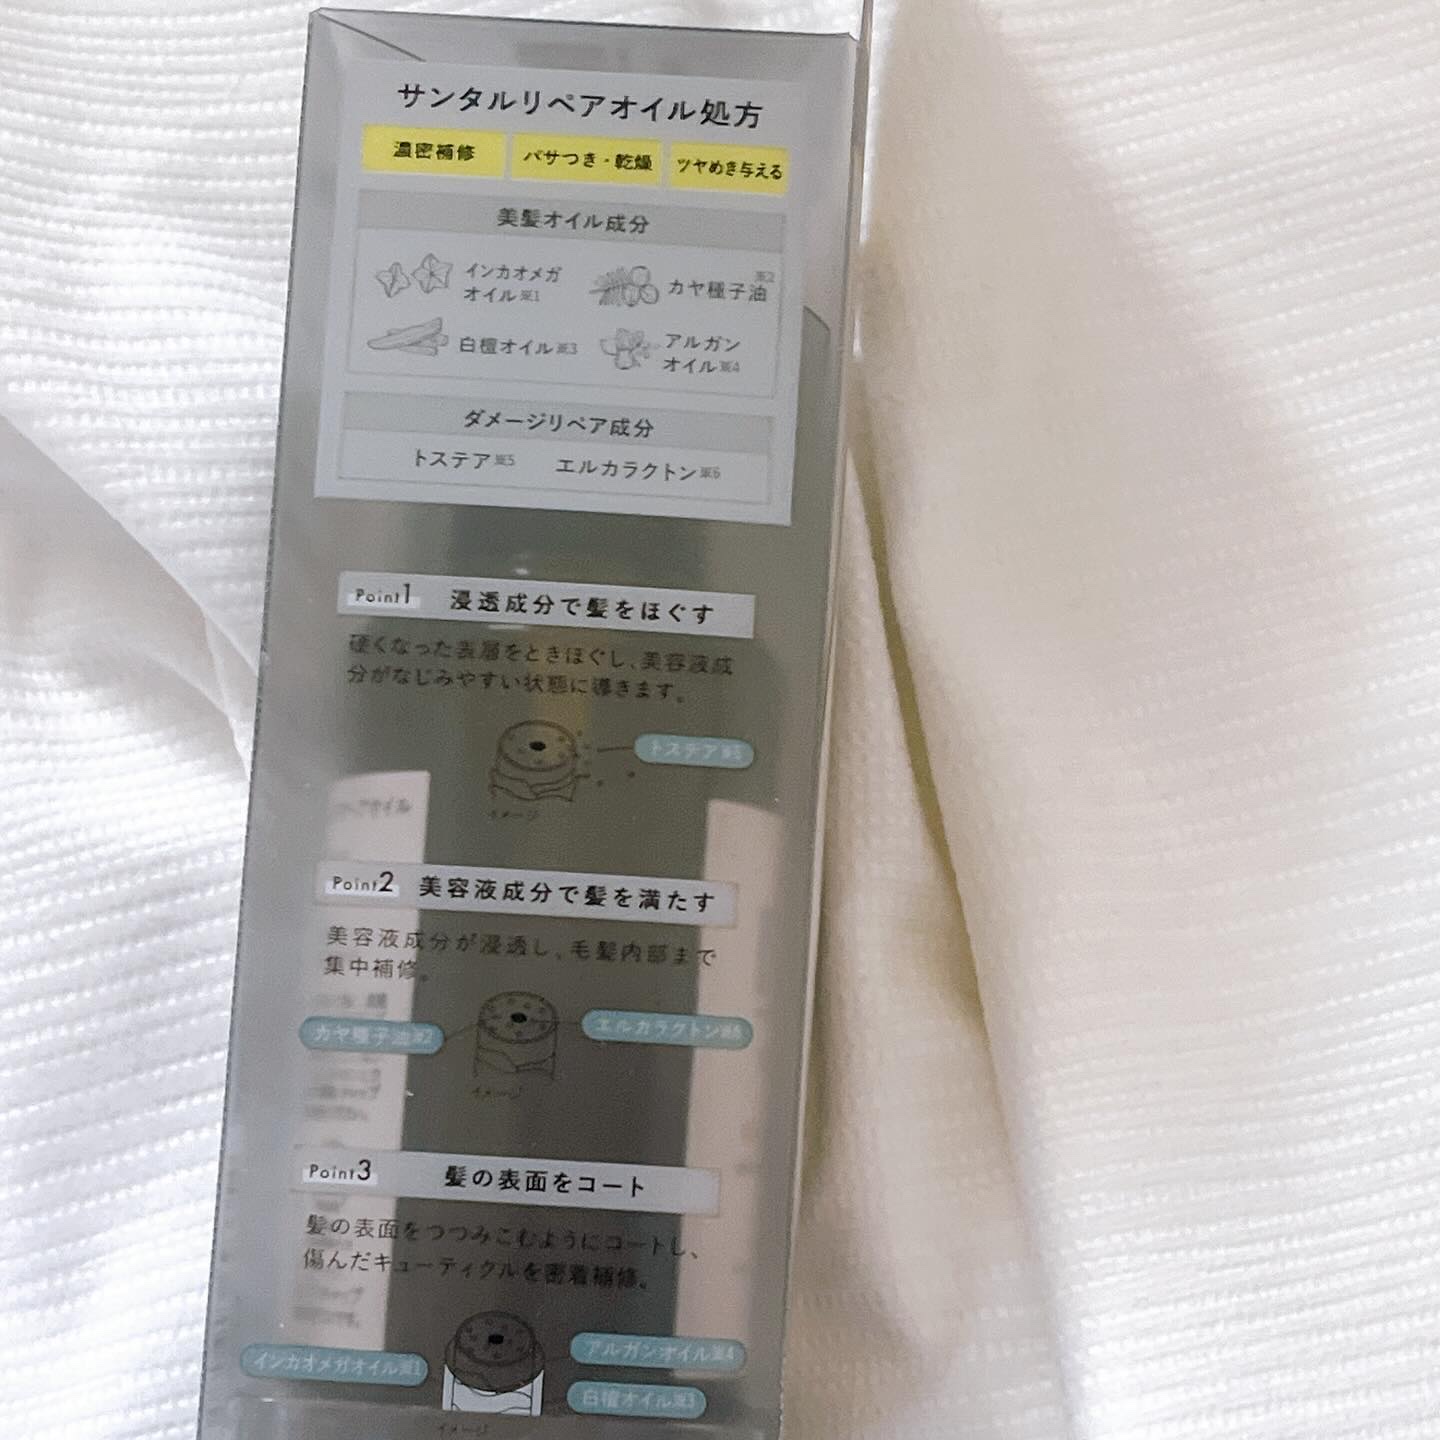 サンタルリペアオイル処方
濃密補修 パサつき・乾燥 ツヤめき与える
美髪オイル成分
インカオメガ
オイル※1
カヤ種子油※2
白檀オイル※3
アルガン
オイル※4
ダメージリペア成分
トステア※5 エルカラクトン※6
Point1 浸透成分で髪をほぐす
硬くなった表層をときほぐし、美容液成
分がなじみやすい状態に導きます。
トステア※5
イメージ
Point2 美容液成分で髪を満たす
美容液成分が浸透し、毛髪内部まで
集中補修。
カヤ種子油※2 エルカラクトン※6
イメージ
Point3 髪の表面をコート
髪の表面をつつみこむようにコートし、
傷んだキューティクルを密着補修。
インカオメガオイル※1 アルガンオイル※4
白檀オイル※3
イメージ